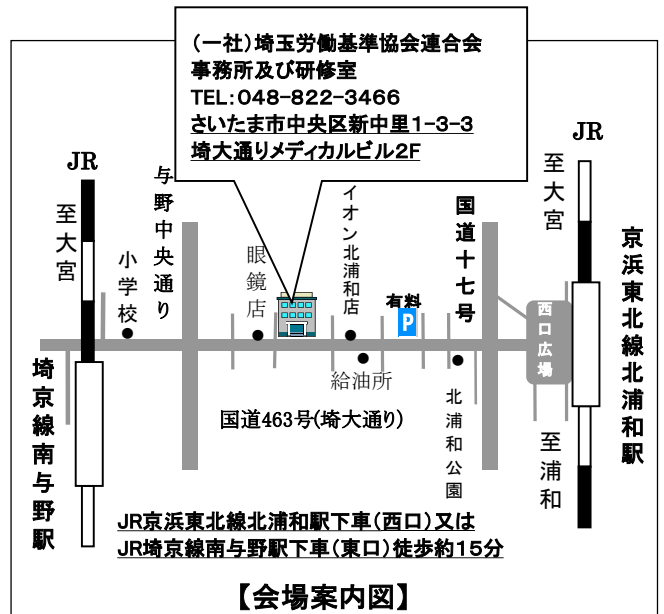 (一社)埼玉労働基準協会連合会
事務所及び研修室
TEL:048-822-3466
さいたま市中央区新中里1-3-3
埼大通りメディカルビル2F
JR
至大宮
埼京線南与野駅
小学校
与野中央通り
眼鏡店
イオン北浦和店
給油所
有料
P
国道十七号
北浦和公園
国道463号(埼大通り)
JR
至大宮
西口広場
京浜東北線北浦和駅
至浦和
JR京浜東北線北浦和駅下車(西口)又は
JR埼京線南与野駅下車(東口)徒歩約15分
【会場案内図】